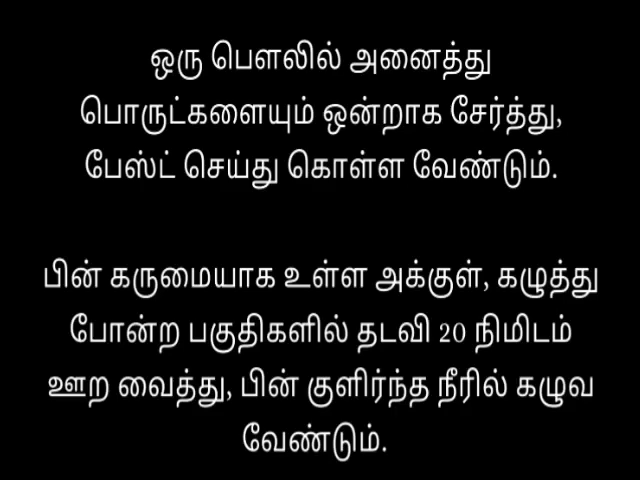 ஒரு பௌலில் அனைத்து
பொருட்களையும் ஒன்றாக சேர்த்து,
பேஸ்ட் செய்து கொள்ள வேண்டும்.
பின் கருமையாக உள்ள அக்குள், கழுத்து
போன்ற பகுதிகளில் தடவி 20 நிமிடம்
ஊற வைத்து, பின் குளிர்ந்த நீரில் கழுவ
வேண்டும்.